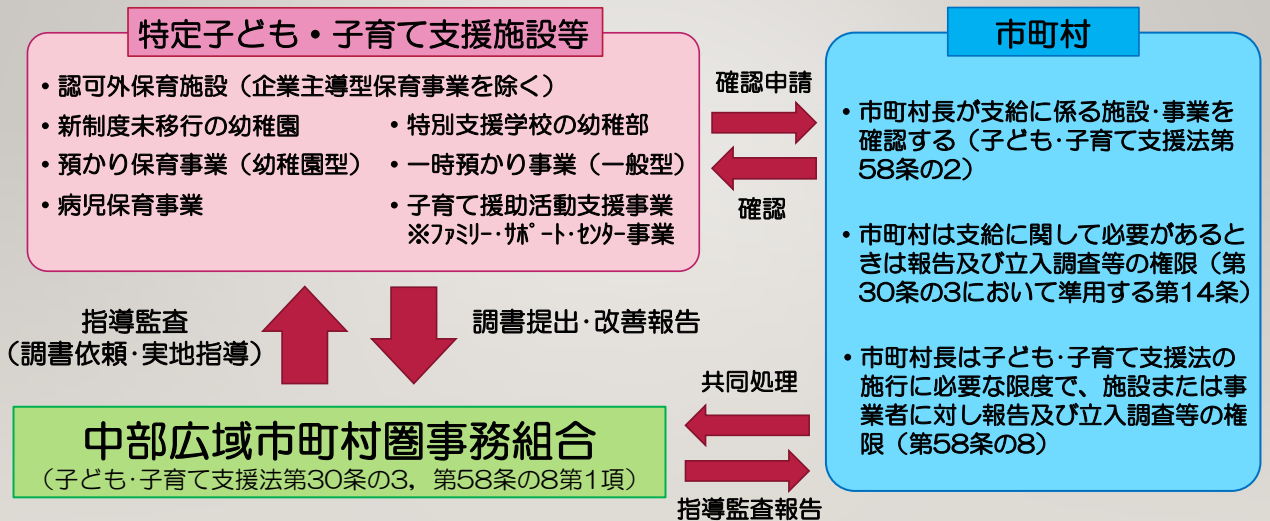 特定子ども・子育て支援施設等
・認可外保育施設（企業主導型保育事業を除く）
・新制度未移行の幼稚園
・特別支援学校の幼稚部
・預かり保育事業（幼稚園型）
・一時預かり事業（一般型）
・病児保育事業
・子育て援助活動支援事業
※ﾌｧﾐﾘｰ･ｻﾎﾟｰﾄ･ｾﾝﾀｰ事業
確認申請
確認
市町村
・市町村長が支給に係る施設･事業を
確認する（子ども･子育て支援法第
58条の2）
・市町村は支給に関して必要があると
きは報告及び立入調査等の権限（第
30条の3において準用する第14条）
・市町村長は子ども･子育て支援法の
施行に必要な限度で、施設または事
業者に対し報告及び立入調査等の権
限（第58条の8）
指導監査
（調書依頼･実地指導）
調書提出･改善報告
共同処理
指導監査報告
中部広域市町村圏事務組合
（子ども･子育て支援法第30条の3，第58条の8第1項）